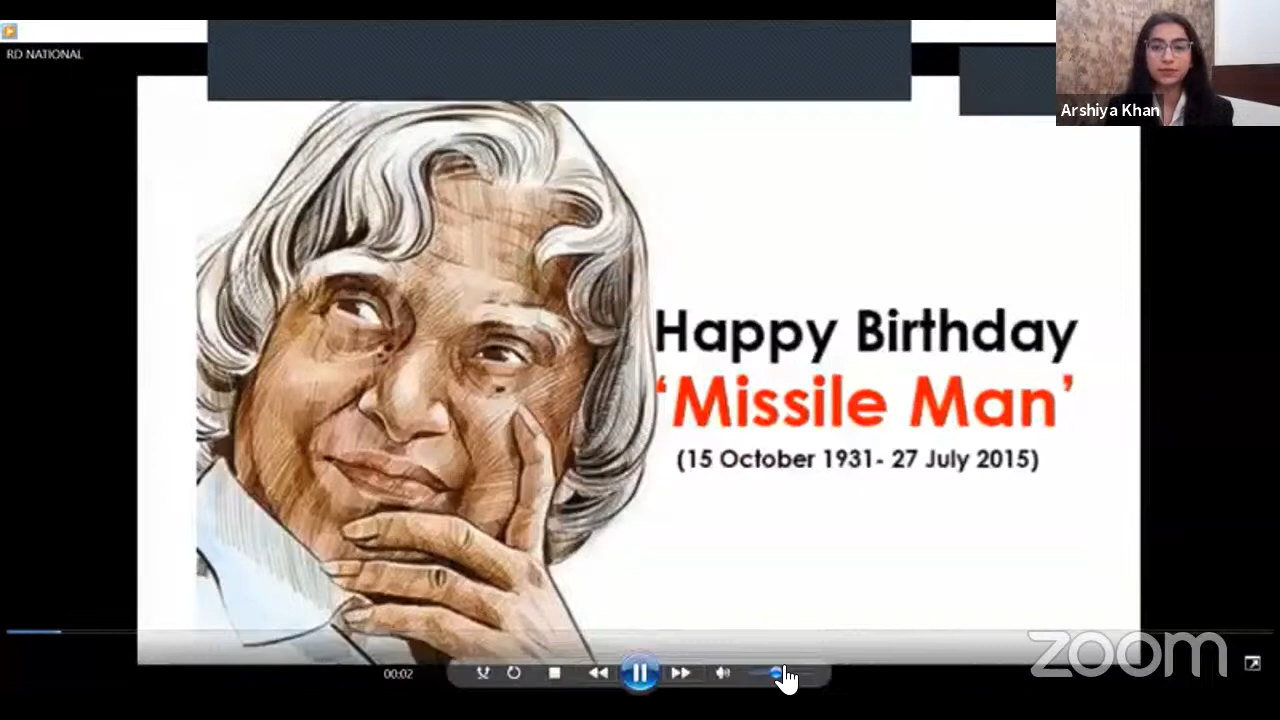 RD NATIONAL
Arshiya Khan
Happy Birthday
‘Missile Man’
(15 October 1931- 27 July 2015)
zoom
00:02